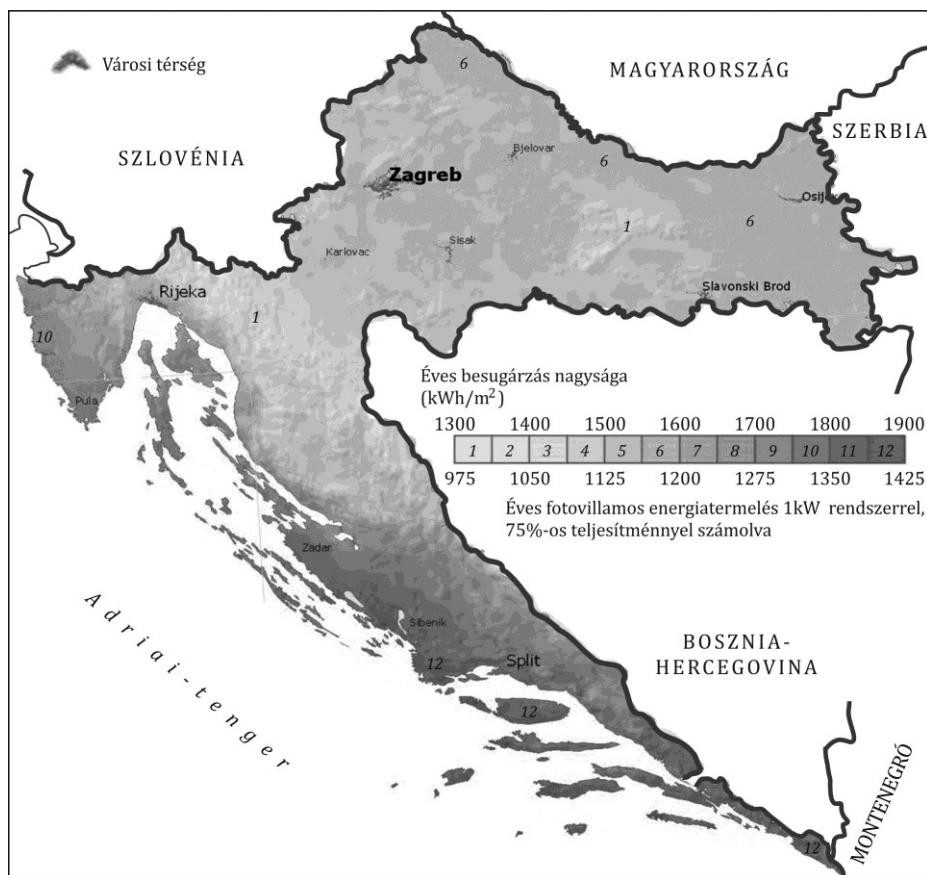 Városi térség
MAGYARORSZÁG
SZERBIA
SZLOVÉNIA
6
Bjelovar
6
Zagreb
Osijek
1
6
Sisak
Karlovac
Slavonski Brod
Rijeka
1
10
Pula
Éves besugárzás nagysága
(kWh/m²)
1300 1400 1500 1600 1700 1800 1900
1 2 3 4 5 6 7 8 9 10 11 12
975 1050 1125 1200 1275 1350 1425
Éves fotovillamos energiatermelés 1kW rendszerrel,
75%-os teljesítménnyel számolva
Zadar
Adriai-tenger
Sibenik
BOSZNIA-
HERCEGOVINA
12
Split
12
MONTENEGRÓ
12